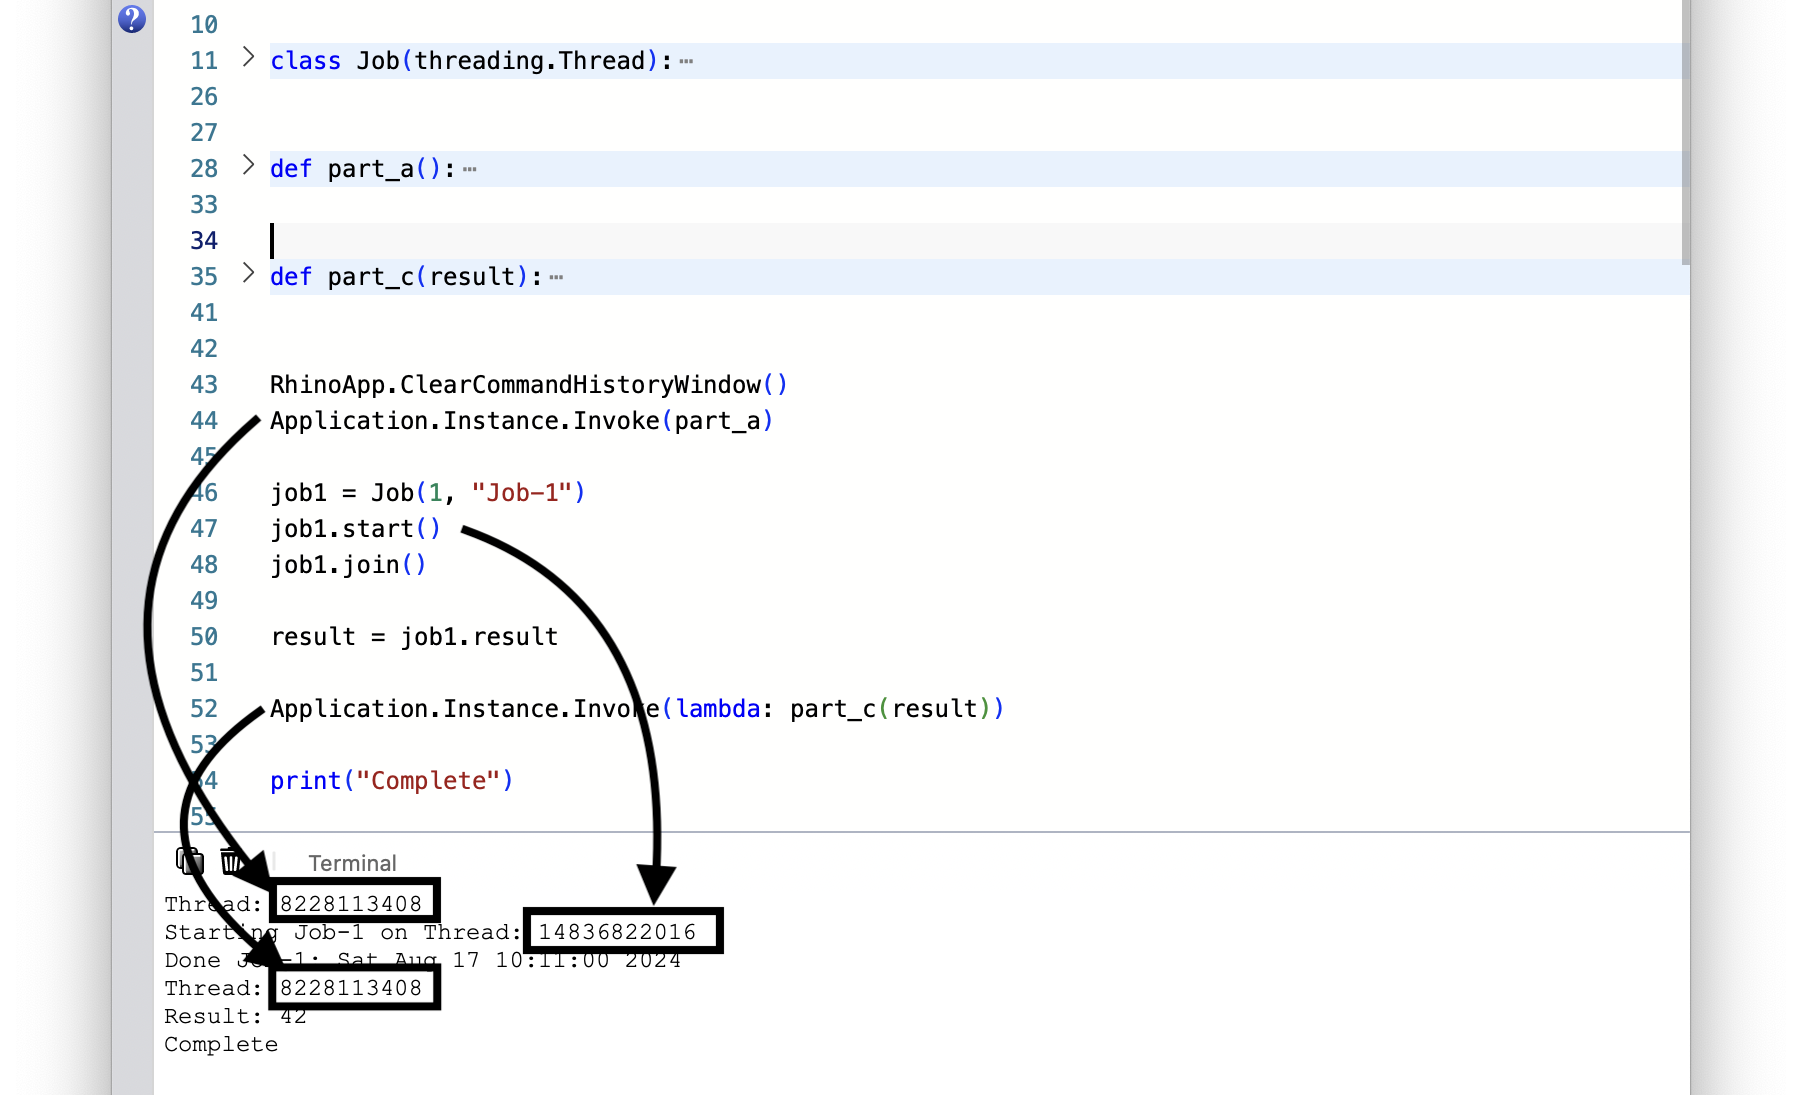 ?
10
11 > class Job(threading.Thread): ⋯
26
27
28 > def part_a(): ⋯
33
34
35 > def part_c(result): ⋯
41
42
43 RhinoApp.ClearCommandHistoryWindow()
44 Application.Instance.Invoke(part_a)
45
46 job1 = Job(1, "Job-1")
47 job1.start()
48 job1.join()
49
50 result = job1.result
51
52 Application.Instance.Invoke(lambda: part_c(result))
53
54 print("Complete")
55
Terminal
Thread: 8228113408
Starting Job-1 on Thread: 14836822016
Done Job-1: Sat Aug 17 10:11:00 2024
Thread: 8228113408
Result: 42
Complete